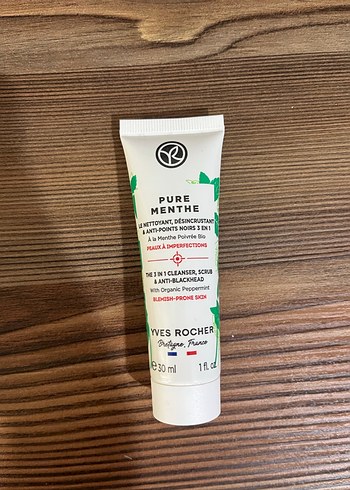 PURE
MENTHE
LE NETTOYANT, DÉSINCRUSTANT
& ANTI-POINTS NOIRS 3 EN 1
À la Menthe Poivrée Bio
PEAUX À IMPERFECTIONS
THE 3 IN 1 CLEANSER, SCRUB
& ANTI-BLACKHEAD
With Organic Peppermint
BLEMISH-PRONE SKIN
YVES ROCHER
Bretagne, France
℮ 30 ml 1 fl. oz